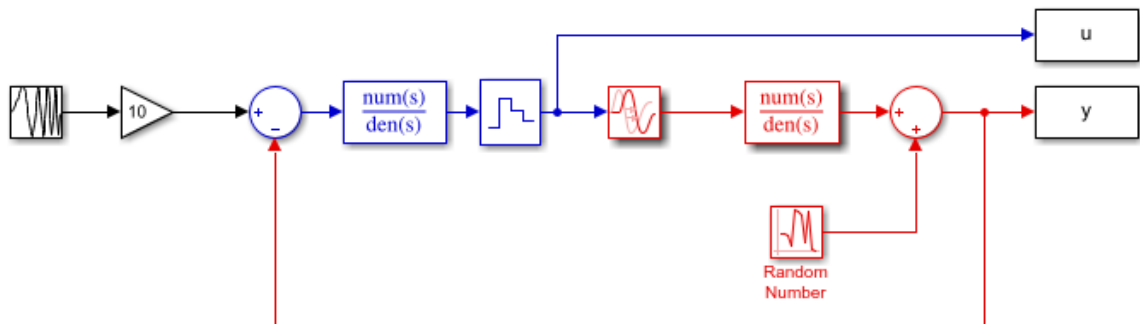 u
10
+
−
num(s)
den(s)
num(s)
den(s)
+
+
y
Random
Number